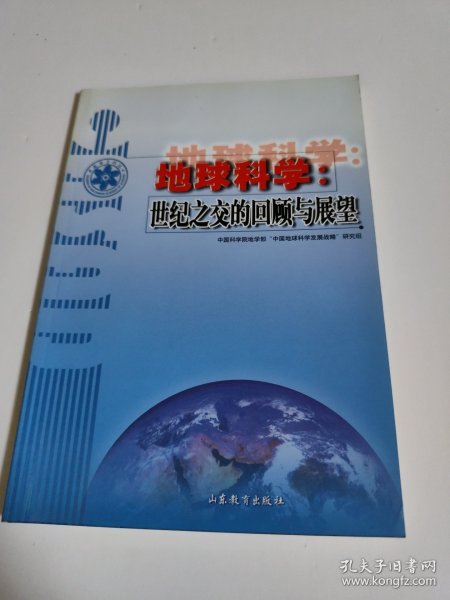 地球科学:
地球科学:
世纪之交的回顾与展望
中国科学院地学部“中国地球科学发展战略”研究组
山东教育出版社
孔夫子旧书网
www.kongfz.com